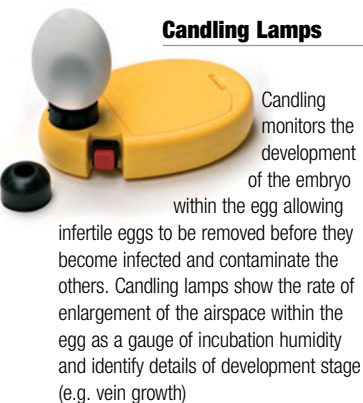 Candling Lamps
Candling
monitors the
development
of the embryo
within the egg allowing
infertile eggs to be removed before they
become infected and contaminate the
others. Candling lamps show the rate of
enlargement of the airspace within the
egg as a gauge of incubation humidity
and identify details of development stage
(e.g. vein growth)